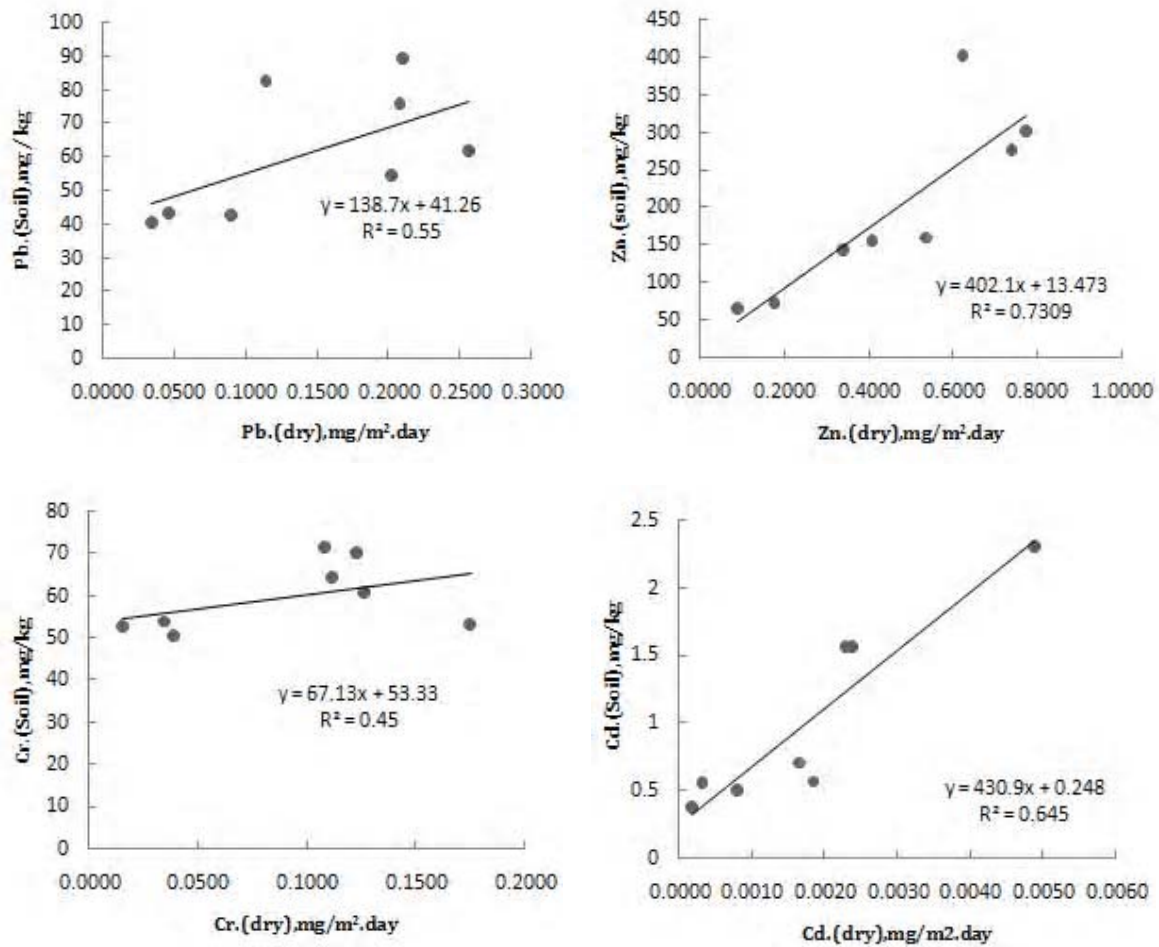 100
90
80
70
60
50
40
30
20
10
0
Pb.(Soil),mg / kg
y = 138.7x + 41.26
R² = 0.55
0.0000 0.0500 0.1000 0.1500 0.2000 0.2500 0.3000
Pb.(dry),mg/m².day
450
400
350
300
250
200
150
100
50
0
Zn.(soil),mg/kg
y = 402.1x + 13.473
R² = 0.7309
0.0000 0.2000 0.4000 0.6000 0.8000 1.0000
Zn.(dry),mg/m².day
80
70
60
50
40
30
20
10
0
Cr.(Soil),mg/kg
y = 67.13x + 53.33
R² = 0.45
0.0000 0.0500 0.1000 0.1500 0.2000
Cr.(dry),mg/m².day
2.5
2
1.5
1
0.5
0
Cd.(Soil),mg/kg
y = 430.9x + 0.248
R² = 0.645
0.0000 0.0010 0.0020 0.0030 0.0040 0.0050 0.0060
Cd.(dry),mg/m2.day